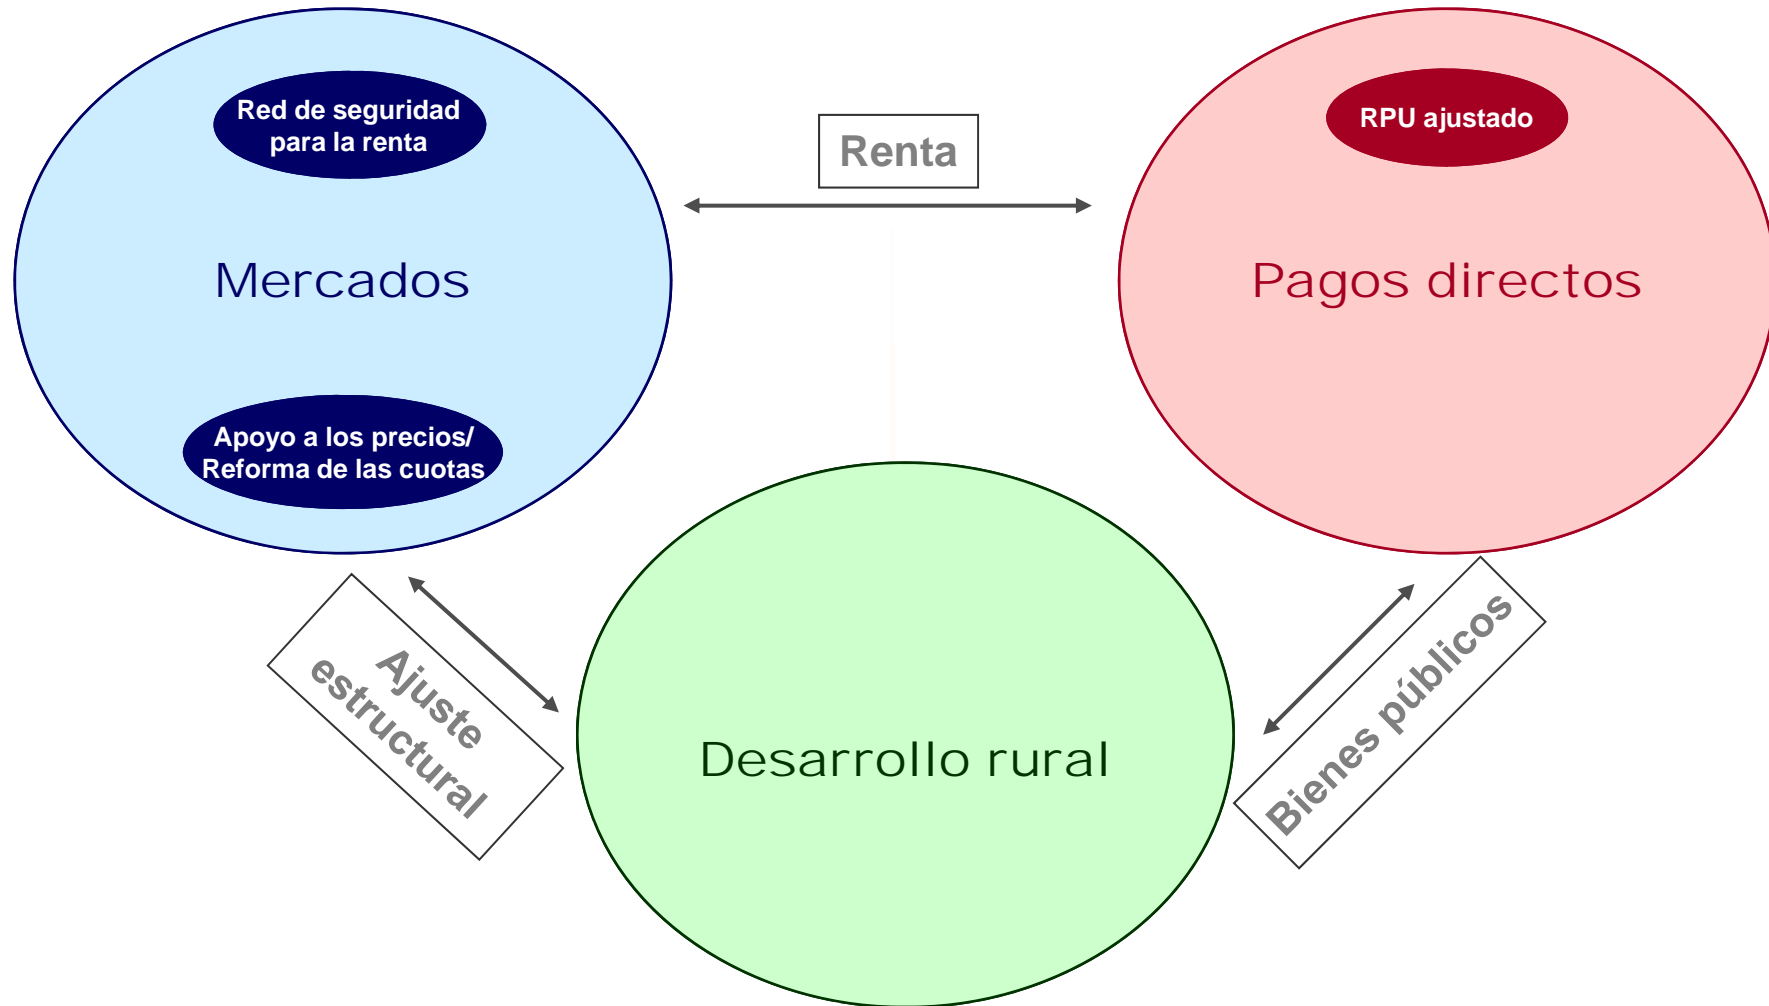 Red de seguridad
para la renta
RPU ajustado
Renta
Mercados
Pagos directos
Apoyo a los precios/
Reforma de las cuotas
Ajuste
estructural
Bienes públicos
Desarrollo rural